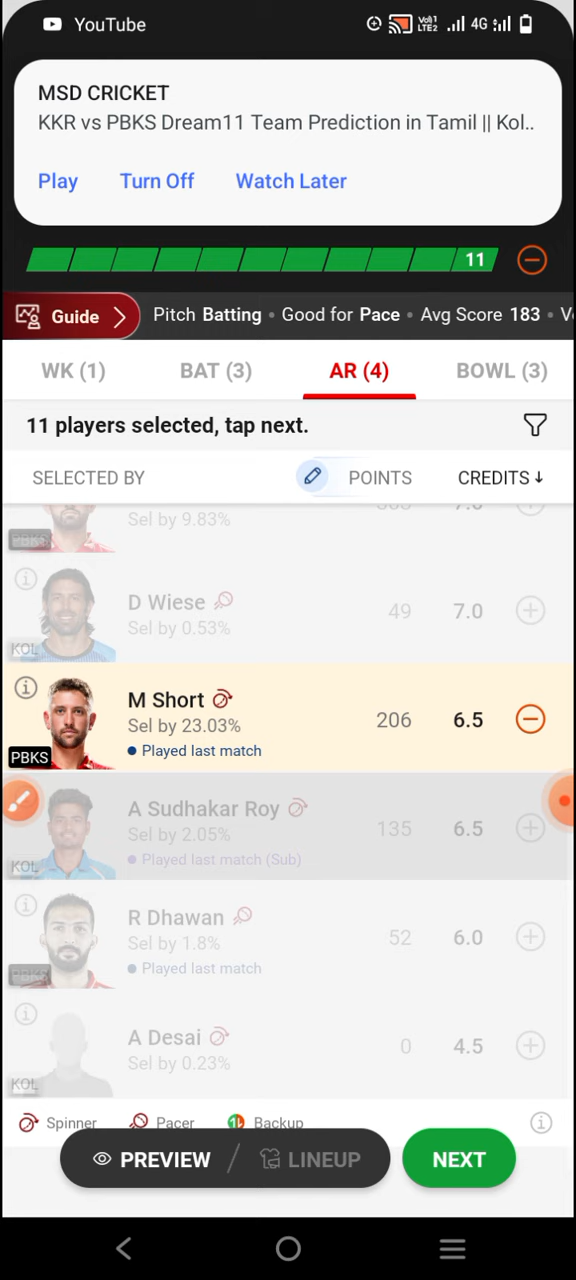 YouTube
Vo)) 1 LTE2 4G
MSD CRICKET
KKR vs PBKS Dream11 Team Prediction in Tamil || Kol..
Play Turn Off Watch Later
11
Guide Pitch Batting • Good for Pace • Avg Score 183 •
WK (1) BAT (3) AR (4) BOWL (3)
11 players selected, tap next.
SELECTED BY POINTS CREDITS ↓
Sel by 9.83%
PBKS
D Wiese
Sel by 0.53%
49 7.0
KOL
M Short
Sel by 23.03%
206 6.5
PBKS
Played last match
A Sudhakar Roy
Sel by 2.05%
135 6.5
KOL
Played last match (Sub)
R Dhawan
Sel by 1.8%
52 6.0
PBKS
Played last match
A Desai
Sel by 0.23%
0 4.5
KOL
Spinner Pacer Backup
PREVIEW / LINEUP NEXT